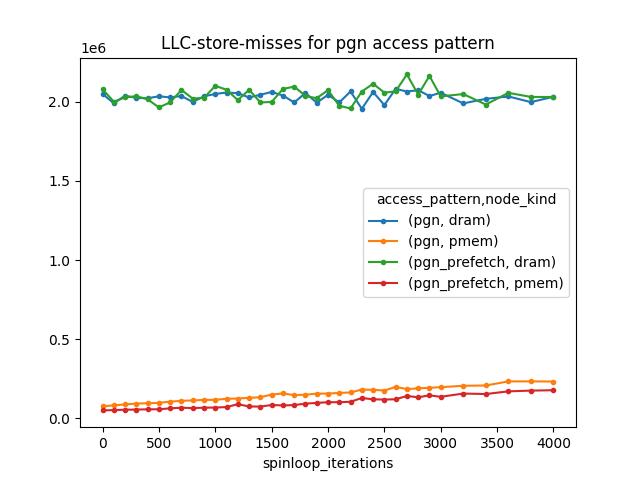 LLC-store-misses for pgn access pattern
1e6
2.0
1.5
1.0
0.5
0.0
access_pattern,node_kind
(pgn, dram)
(pgn, pmem)
(pgn_prefetch, dram)
(pgn_prefetch, pmem)
0 500 1000 1500 2000 2500 3000 3500 4000
spinloop_iterations